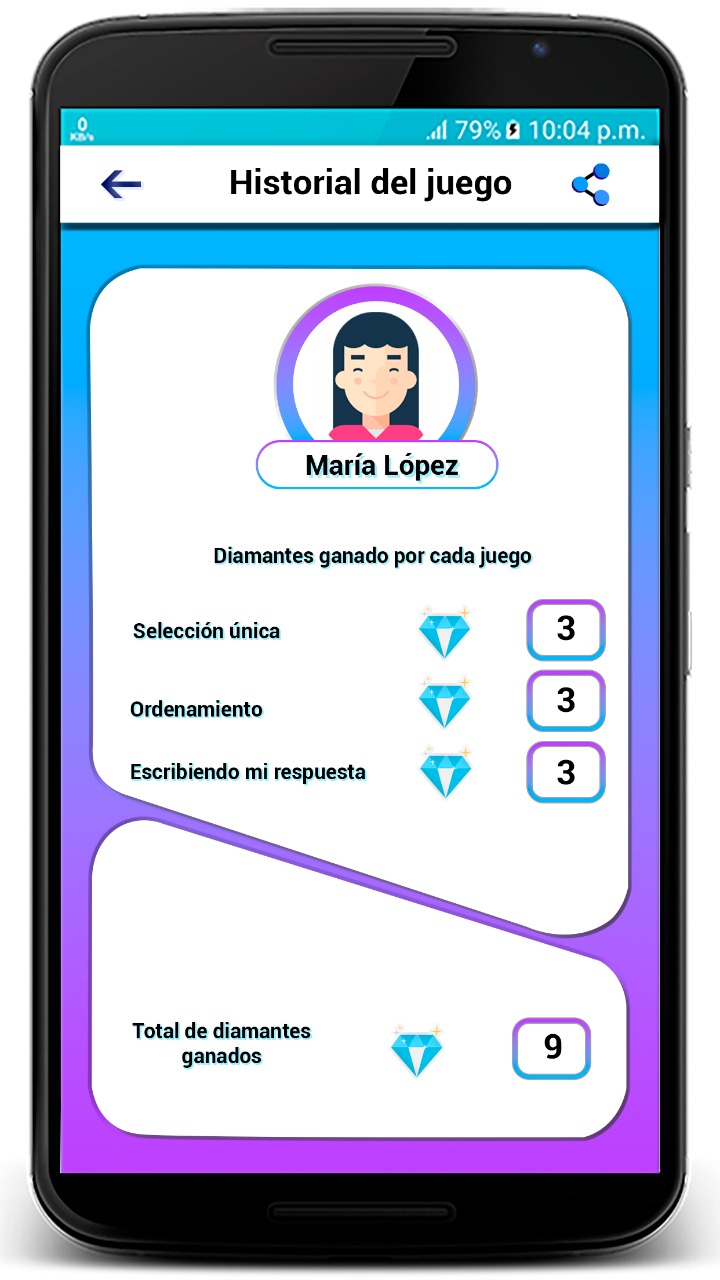 0
KB/s
79% 10:04 p.m.
Historial del juego
María López
Diamantes ganado por cada juego
Selección única
3
Ordenamiento
3
Escribiendo mi respuesta
3
Total de diamantes
ganados
9